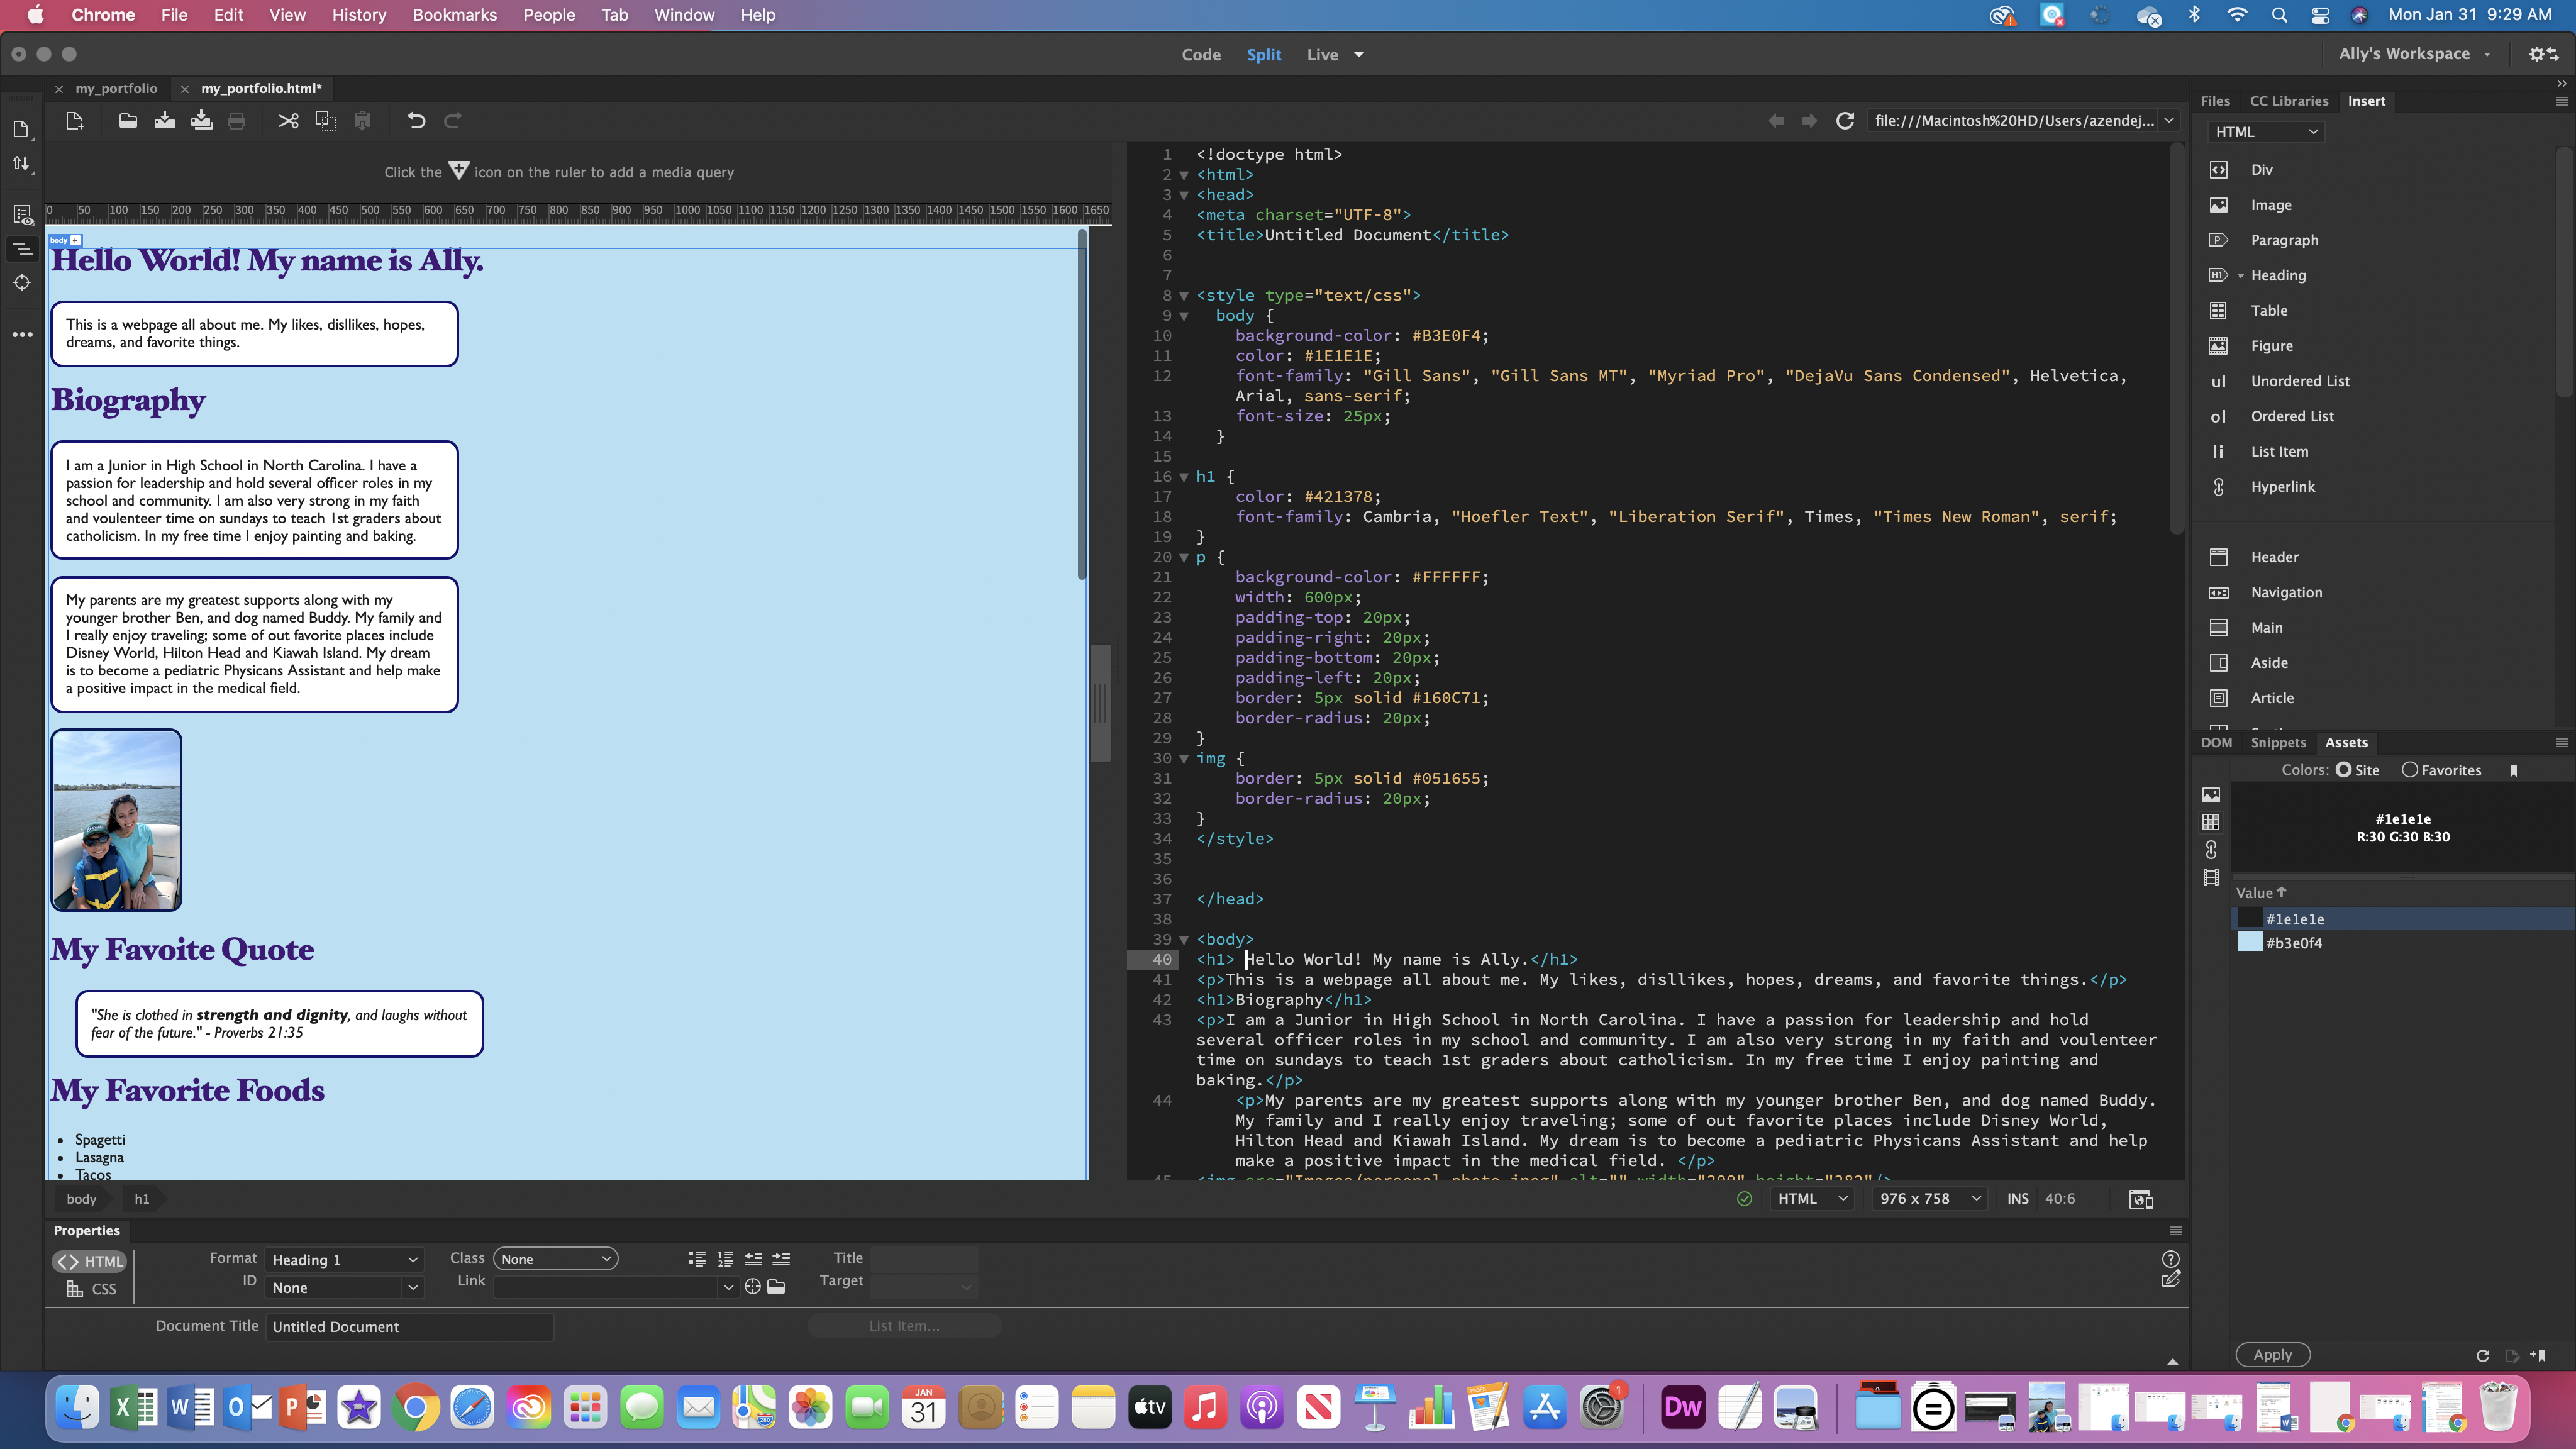 Chrome File Edit View History Bookmarks People Tab Window Help
Mon Jan 31 9:29 AM
Code Split Live
Ally's Workspace
my_portfolio
my_portfolio.html*
file:///Macintosh%20HD/Users/azendej...
Click the icon on the ruler to add a media query
0 50 100 150 200 250 300 350 400 450 500 550 600 650 700 750 800 850 900 950 1000 1050 1100 1150 1200 1250 1300 1350 1400 1450 1500 1550 1600 1650
body +
Hello World! My name is Ally.
This is a webpage all about me. My likes, disllikes, hopes,
dreams, and favorite things.
Biography
I am a Junior in High School in North Carolina. I have a
passion for leadership and hold several officer roles in my
school and community. I am also very strong in my faith
and voulenteer time on sundays to teach 1st graders about
catholicism. In my free time I enjoy painting and baking.
My parents are my greatest supports along with my
younger brother Ben, and dog named Buddy. My family and
I really enjoy traveling; some of out favorite places include
Disney World, Hilton Head and Kiawah Island. My dream
is to become a pediatric Physicans Assistant and help make
a positive impact in the medical field.
My Favoite Quote
"She is clothed in strength and dignity, and laughs without
fear of the future." - Proverbs 21:35
My Favorite Foods
• Spagetti
• Lasagna
• Tacos
1 <!doctype html>
2 <html>
3 <head>
4 <meta charset="UTF-8">
5 <title>Untitled Document</title>
6
7
8 <style type="text/css">
9 body {
10 background-color: #B3E0F4;
11 color: #1E1E1E;
12 font-family: "Gill Sans", "Gill Sans MT", "Myriad Pro", "DejaVu Sans Condensed", Helvetica,
Arial, sans-serif;
13 font-size: 25px;
14 }
15
16 h1 {
17 color: #421378;
18 font-family: Cambria, "Hoefler Text", "Liberation Serif", Times, "Times New Roman", serif;
19 }
20 p {
21 background-color: #FFFFFF;
22 width: 600px;
23 padding-top: 20px;
24 padding-right: 20px;
25 padding-bottom: 20px;
26 padding-left: 20px;
27 border: 5px solid #160C71;
28 border-radius: 20px;
29 }
30 img {
31 border: 5px solid #051655;
32 border-radius: 20px;
33 }
34 </style>
35
36
37 </head>
38
39 <body>
40 <h1> Hello World! My name is Ally.</h1>
41 <p>This is a webpage all about me. My likes, disllikes, hopes, dreams, and favorite things.</p>
42 <h1>Biography</h1>
43 <p>I am a Junior in High School in North Carolina. I have a passion for leadership and hold
several officer roles in my school and community. I am also very strong in my faith and voulenteer
time on sundays to teach 1st graders about catholicism. In my free time I enjoy painting and
baking.</p>
44 <p>My parents are my greatest supports along with my younger brother Ben, and dog named Buddy.
My family and I really enjoy traveling; some of out favorite places include Disney World,
Hilton Head and Kiawah Island. My dream is to become a pediatric Physicans Assistant and help
make a positive impact in the medical field. </p>
Files CC Libraries Insert
HTML
Div
Image
Paragraph
H1 Heading
Table
Figure
ul Unordered List
ol Ordered List
li List Item
Hyperlink
Header
Navigation
Main
Aside
Article
DOM Snippets Assets
Colors: Site Favorites
#1e1e1e
R:30 G:30 B:30
Value
#1e1e1e
#b3e0f4
Apply
body h1
HTML 976 x 758 INS 40:6
Properties
HTML
CSS
Format Heading 1
ID None
Class None
Link
Title
Target
Document Title Untitled Document
List Item...
JAN
31
tv
1
Dw